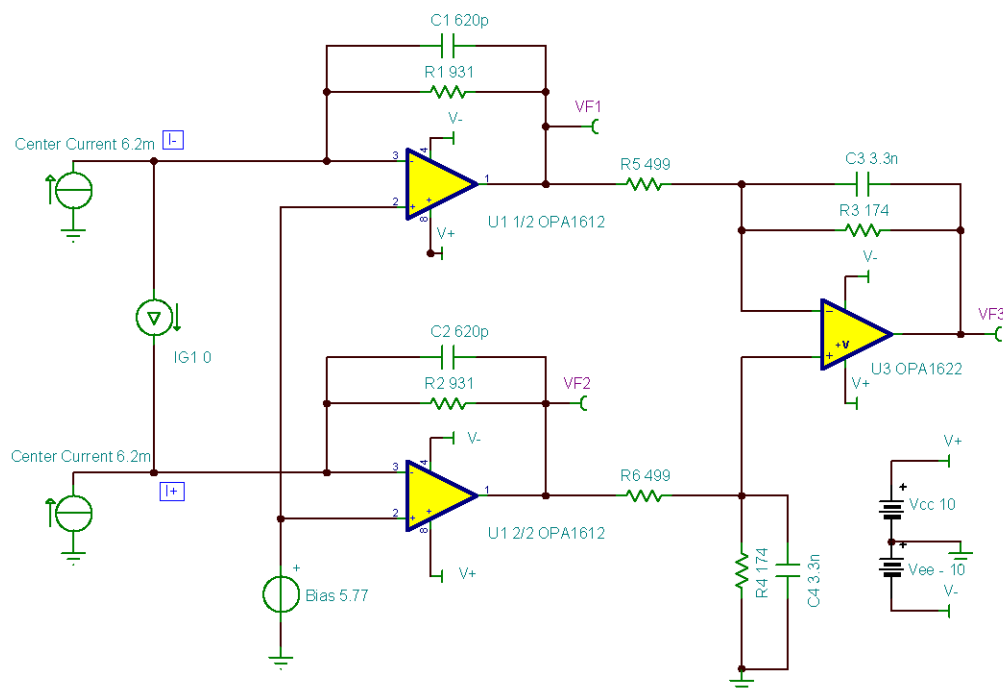 C1 620p
R1 931
VF1
V-
Center Current 6.2m
I-
3
4
2
8
1
R5 499
C3 3.3n
R3 174
U1 1/2 OPA1612
V+
V-
VF3
+V
U3 OPA1622
V+
IG1 0
C2 620p
R2 931
VF2
V-
Center Current 6.2m
I+
3
4
2
8
1
R6 499
U1 2/2 OPA1612
V+
V+
Vcc 10
Vee - 10
V-
Bias 5.77
R4 174
C4 3.3n